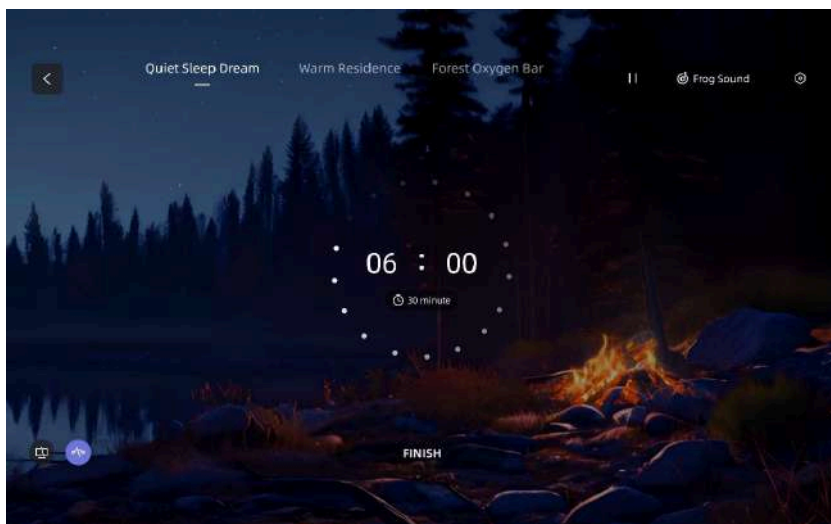 Quiet Sleep Dream
Warm Residence
Forest Oxygen Bar
Frog Sound
06 : 00
30 minute
FINISH